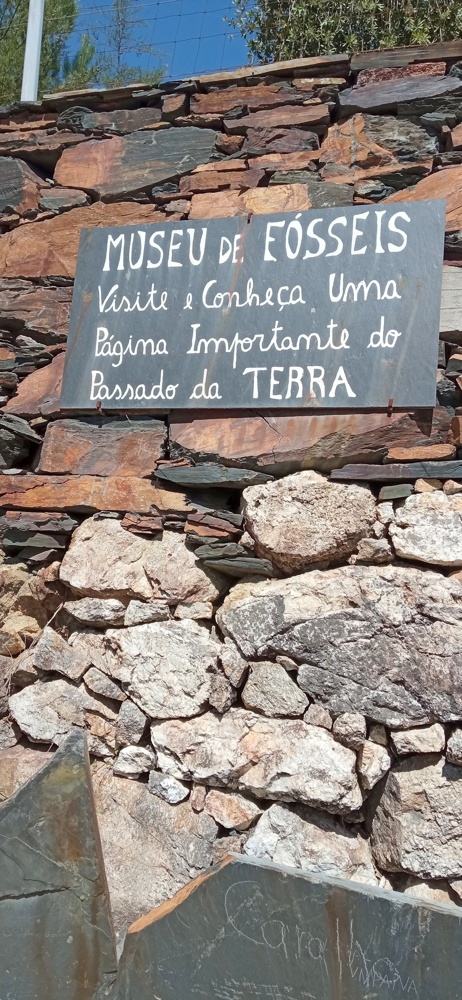 MUSEU DE FÓSSEIS
Visite e Conheça Uma
Página Importante do
Passado da TERRA